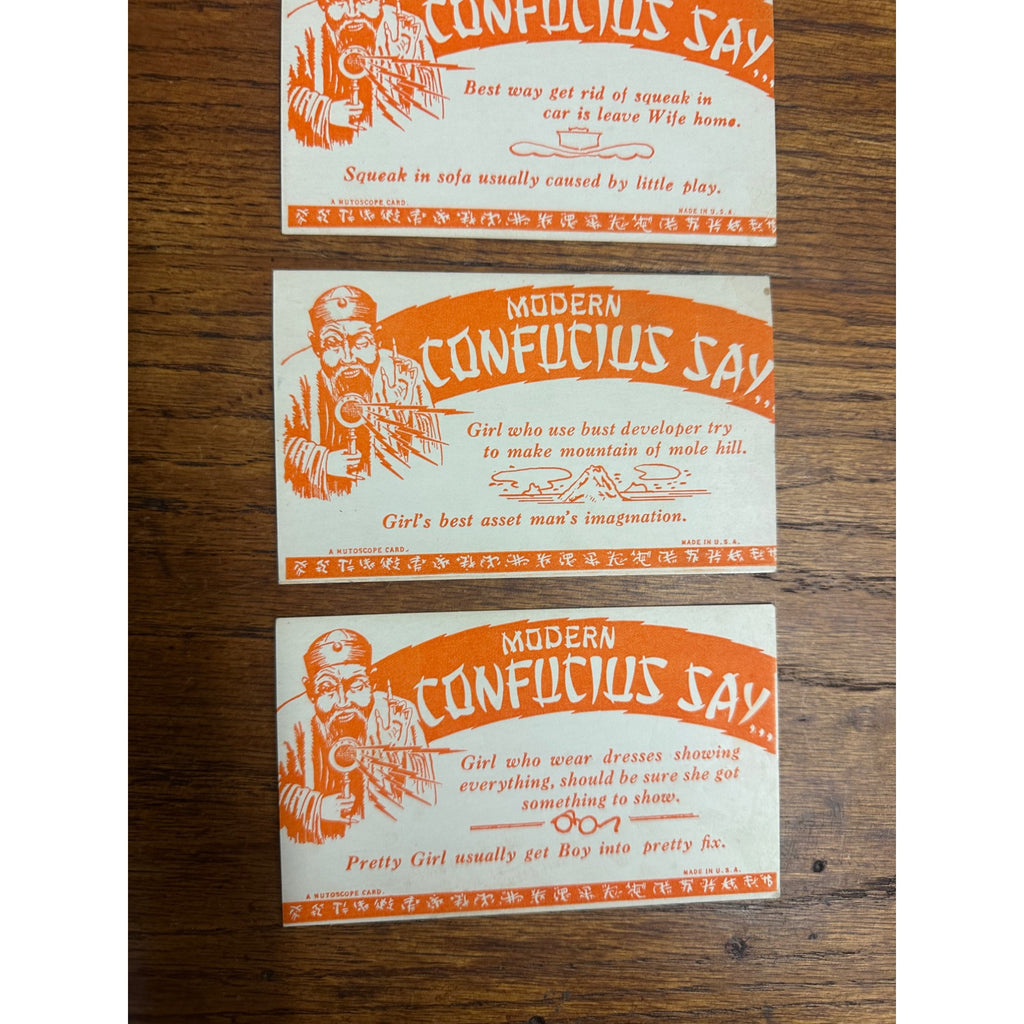 CONFUCIUS SAY,,,
Best way get rid of squeak in
car is leave Wife home.
Squeak in sofa usually caused by little play.
A MUTOSCOPE CARD.
MADE IN U.S.A.
MODERN
CONFUCIUS SAY,,,
Girl who use bust developer try
to make mountain of mole hill.
Girl's best asset man's imagination.
A MUTOSCOPE CARD.
MADE IN U.S.A.
MODERN
CONFUCIUS SAY,,,
Girl who wear dresses showing
everything, should be sure she got
something to show.
Pretty Girl usually get Boy into pretty fix.
A MUTOSCOPE CARD.
MADE IN U.S.A.